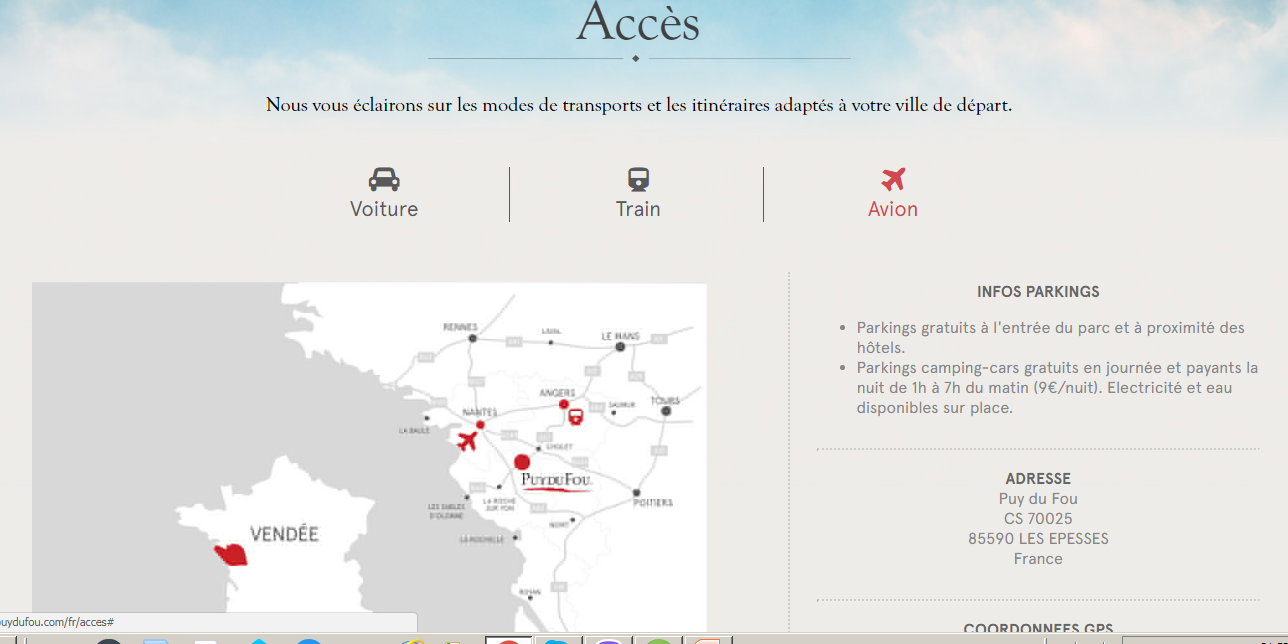 Accès
Nous vous éclairons sur les modes de transports et les itinéraires adaptés à votre ville de départ.
Voiture
Train
Avion
RENNES
LE MANS
ANGERS
SAUMUR
TOURS
NANTES
LA BAULE
CHOLET
PUY DU FOU
POITIERS
LA ROCHE
SUR YON
LES SABLES
D'OLONNE
NIORT
LA ROCHELLE
VENDÉE
INFOS PARKINGS
• Parkings gratuits à l'entrée du parc et à proximité des
hôtels.
• Parkings camping-cars gratuits en journée et payants la
nuit de 1h à 7h du matin (9€/nuit). Electricité et eau
disponibles sur place.
ADRESSE
Puy du Fou
CS 70025
85590 LES EPESSES
France
COORDONNEES GPS
ouydufou.com/fr/acces#